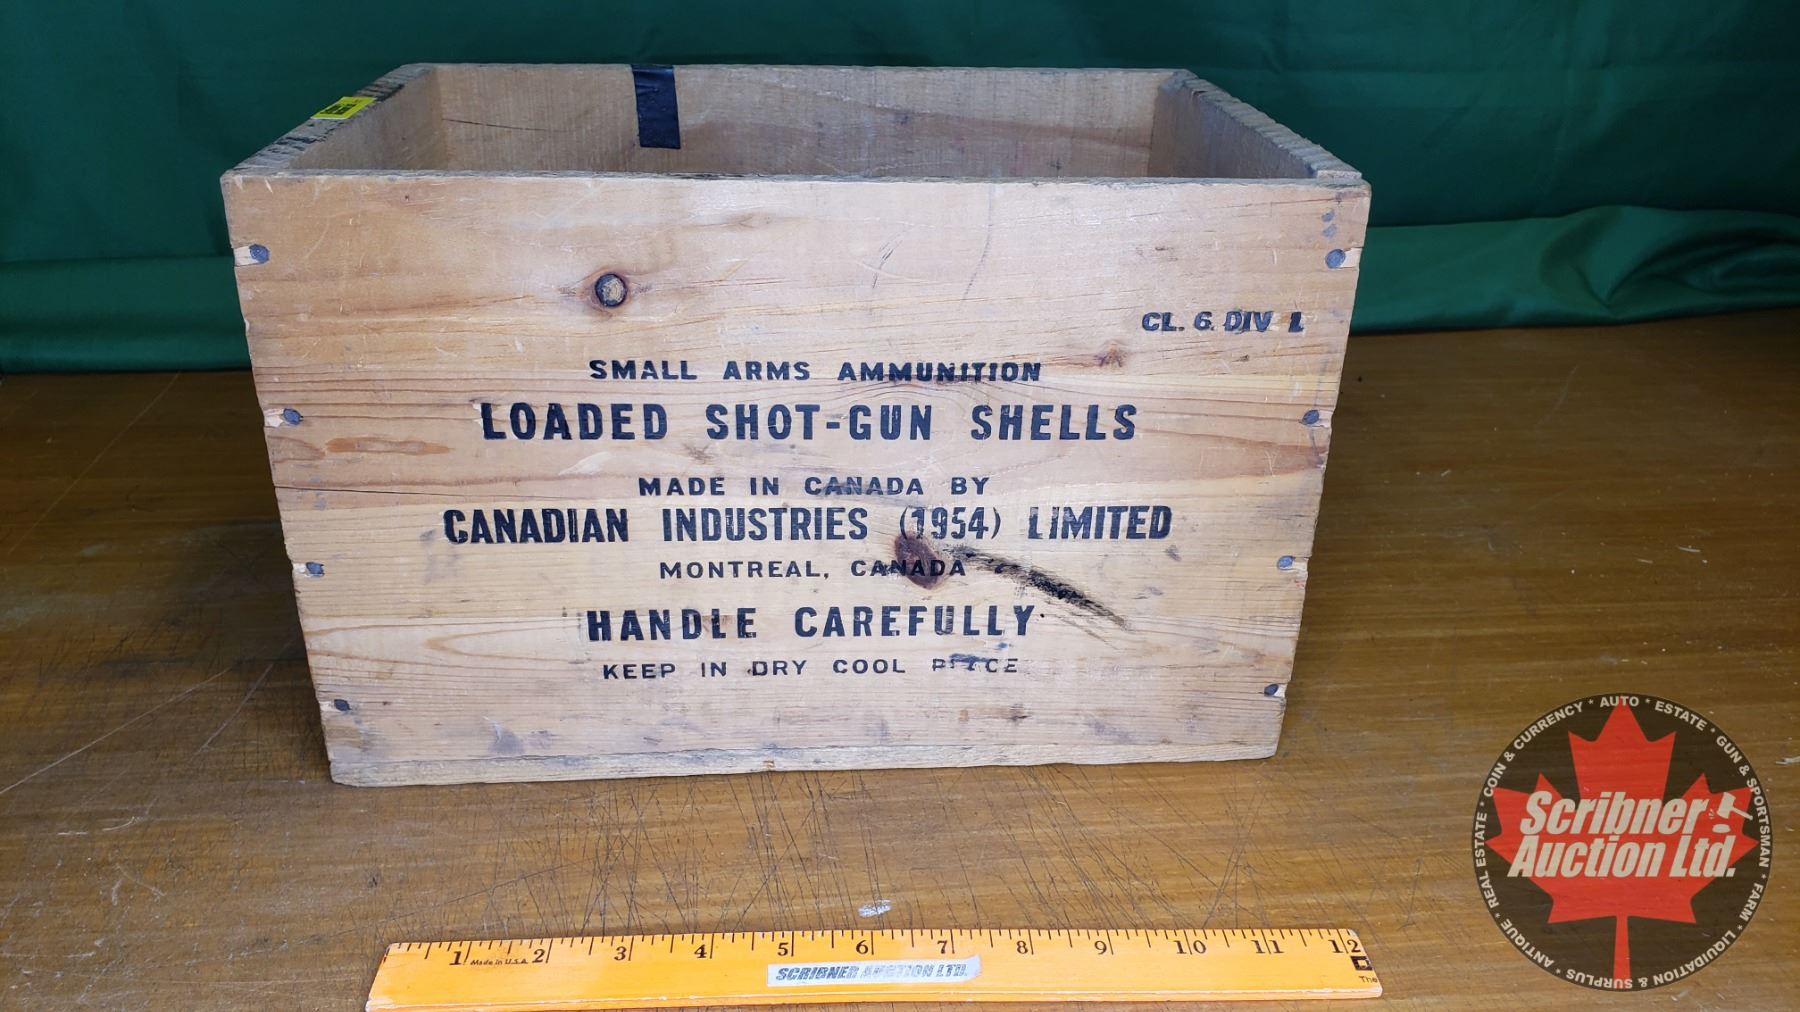 CL. 6. DIV 1
SMALL ARMS AMMUNITION
LOADED SHOT-GUN SHELLS
MADE IN CANADA BY
CANADIAN INDUSTRIES (1954) LIMITED
MONTREAL, CANADA
HANDLE CAREFULLY
KEEP IN DRY COOL PLACE
1 2 3 4 5 6 7 8 9 10 11 12
Made in U.S.A.
SCRIBNER AUCTION LTD.
The
Scribner
Auction Ltd.
* ANTIQUE * REAL ESTATE * COIN & CURRENCY * AUTO * ESTATE * GUN & SPORTSMAN * FARM * LIQUIDATION & SURPLUS